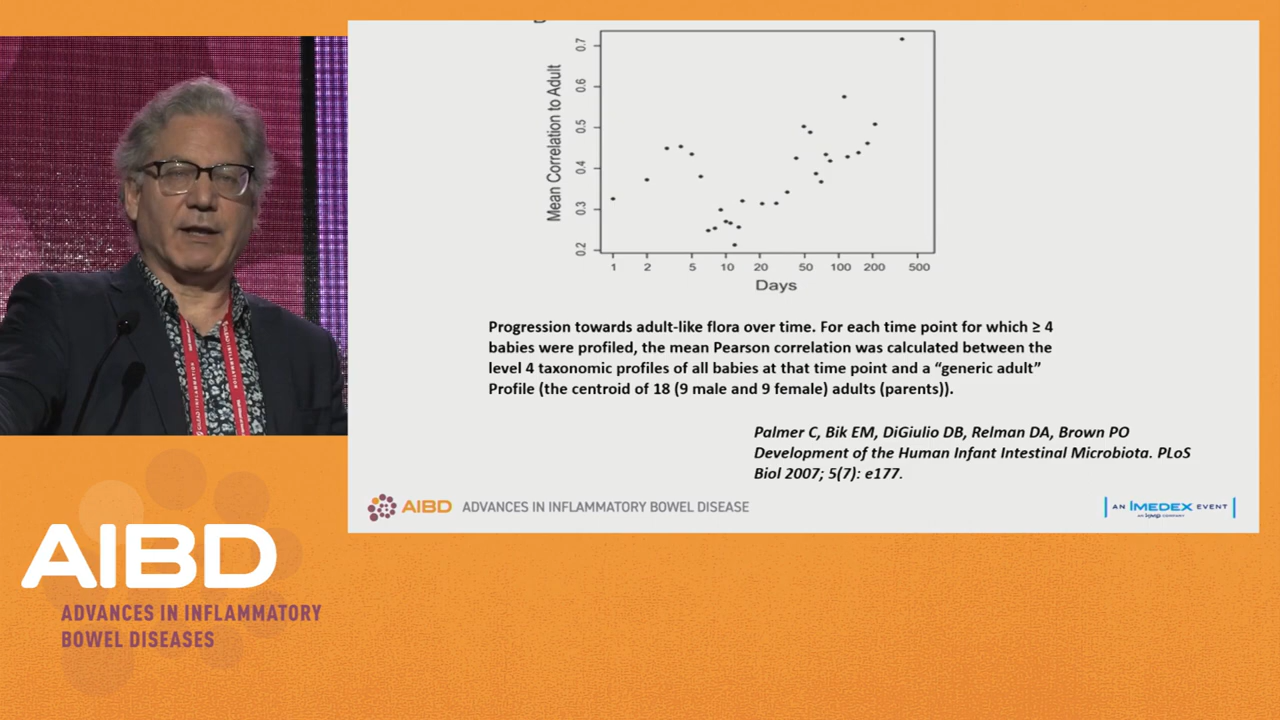 Mean Correlation to Adult
0.7
0.6
0.5
0.4
0.3
0.2
1 2 5 10 20 50 100 200 500
Days
Progression towards adult-like flora over time. For each time point for which ≥ 4
babies were profiled, the mean Pearson correlation was calculated between the
level 4 taxonomic profiles of all babies at that time point and a “generic adult”
Profile (the centroid of 18 (9 male and 9 female) adults (parents)).
Palmer C, Bik EM, DiGiulio DB, Relman DA, Brown PO
Development of the Human Infant Intestinal Microbiota. PLoS
Biol 2007; 5(7): e177.
AIBD ADVANCES IN INFLAMMATORY BOWEL DISEASE
AN IMEDEX EVENT
AIBD
ADVANCES IN INFLAMMATORY
BOWEL DISEASES